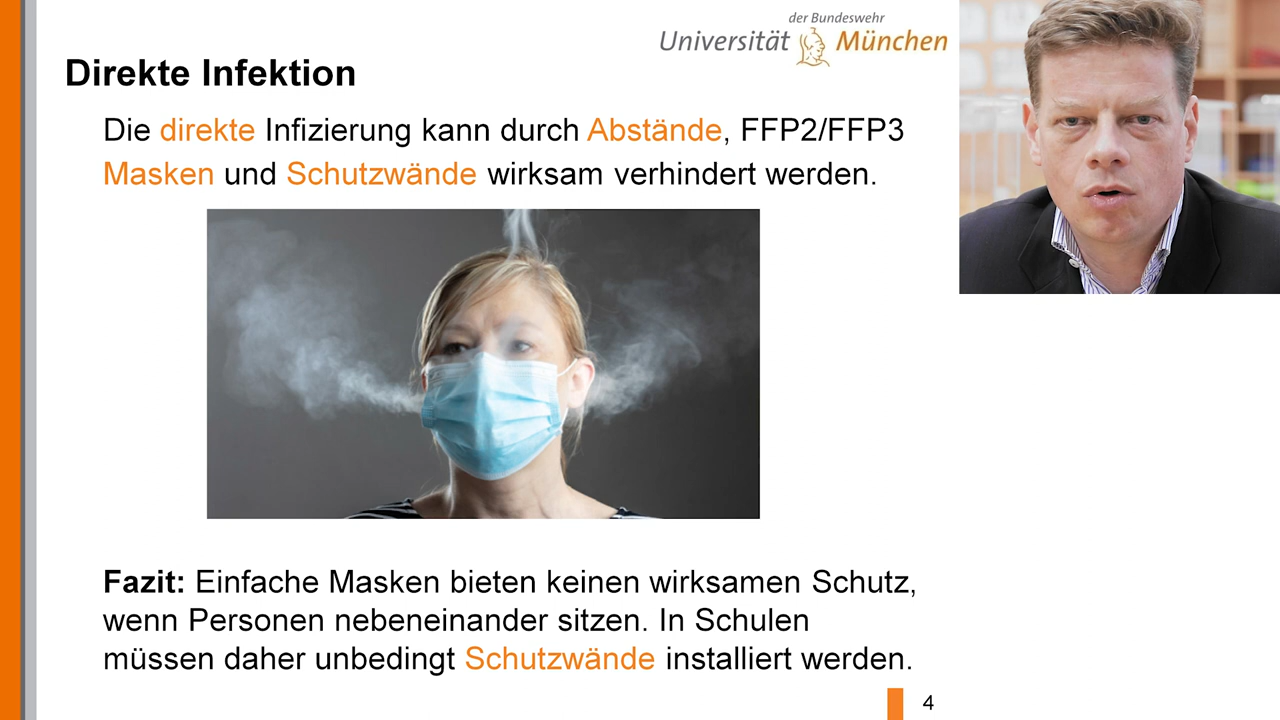 der Bundeswehr
Universität München
Direkte Infektion
Die direkte Infizierung kann durch Abstände, FFP2/FFP3
Masken und Schutzwände wirksam verhindert werden.
Fazit: Einfache Masken bieten keinen wirksamen Schutz,
wenn Personen nebeneinander sitzen. In Schulen
müssen daher unbedingt Schutzwände installiert werden.
4